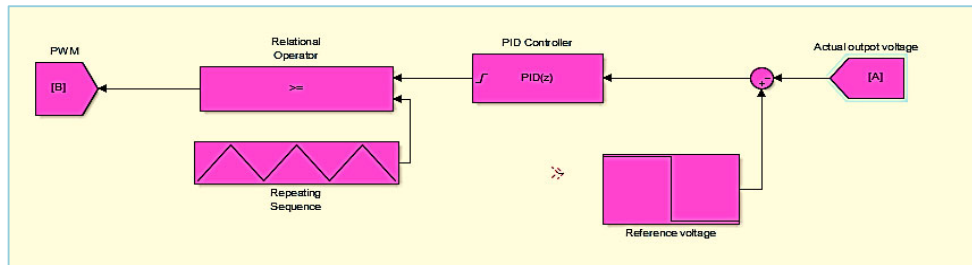 PWM
[B]
Relational
Operator
>=
Repeating
Sequence
PID Controller
PID(z)
Actual outpot voltage
[A]
Reference voltage